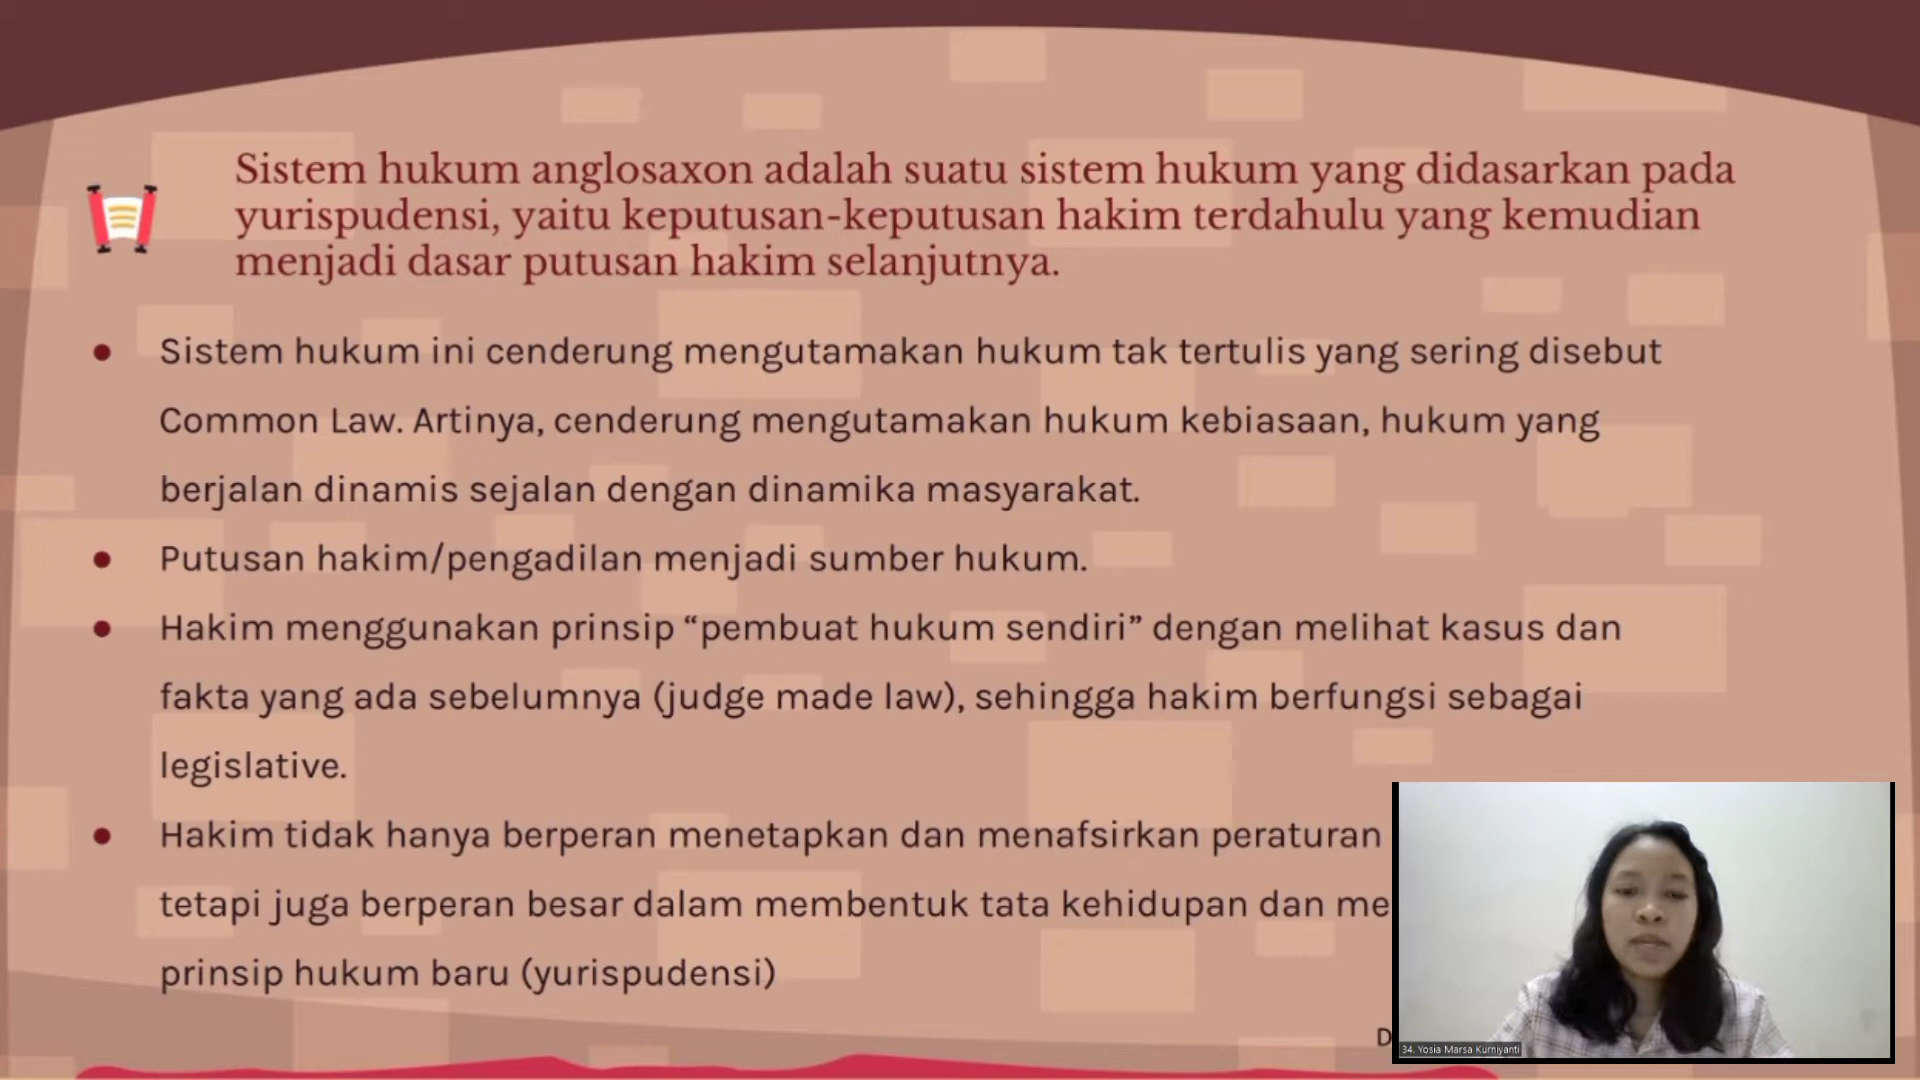 Sistem hukum anglosaxon adalah suatu sistem hukum yang didasarkan pada
yurispudensi, yaitu keputusan-keputusan hakim terdahulu yang kemudian
menjadi dasar putusan hakim selanjutnya.
• Sistem hukum ini cenderung mengutamakan hukum tak tertulis yang sering disebut
Common Law. Artinya, cenderung mengutamakan hukum kebiasaan, hukum yang
berjalan dinamis sejalan dengan dinamika masyarakat.
• Putusan hakim/pengadilan menjadi sumber hukum.
• Hakim menggunakan prinsip “pembuat hukum sendiri” dengan melihat kasus dan
fakta yang ada sebelumnya (judge made law), sehingga hakim berfungsi sebagai
legislative.
• Hakim tidak hanya berperan menetapkan dan menafsirkan peraturan
tetapi juga berperan besar dalam membentuk tata kehidupan dan
prinsip hukum baru (yurispudensi)
34. Yosia Marsa Kurniyanti